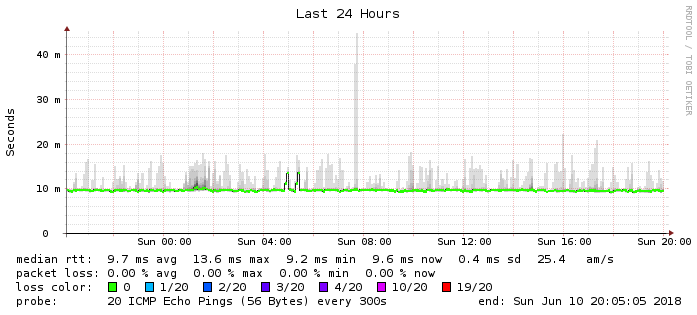 Last 24 Hours
RRDTOOL / TOBI OETIKER
Seconds
40 m
30 m
20 m
10 m
0
Sun 00:00 Sun 04:00 Sun 08:00 Sun 12:00 Sun 16:00 Sun 20:00
median rtt: 9.7 ms avg 13.6 ms max 9.2 ms min 9.6 ms now 0.4 ms sd 25.4 am/s
packet loss: 0.00 % avg 0.00 % max 0.00 % min 0.00 % now
loss color: 0 1/20 2/20 3/20 4/20 10/20 19/20
probe: 20 ICMP Echo Pings (56 Bytes) every 300s end: Sun Jun 10 20:05:05 2018